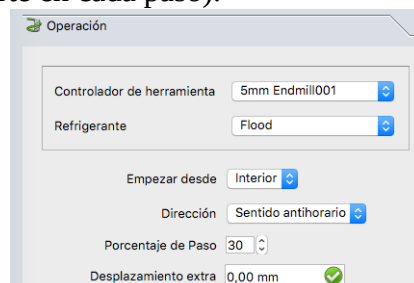 en cada paso).
Operación
Controlador de herramienta 5mm Endmill001
Refrigerante Flood
Empezar desde Interior
Dirección Sentido antihorario
Porcentaje de Paso 30
Desplazamiento extra 0,00 mm